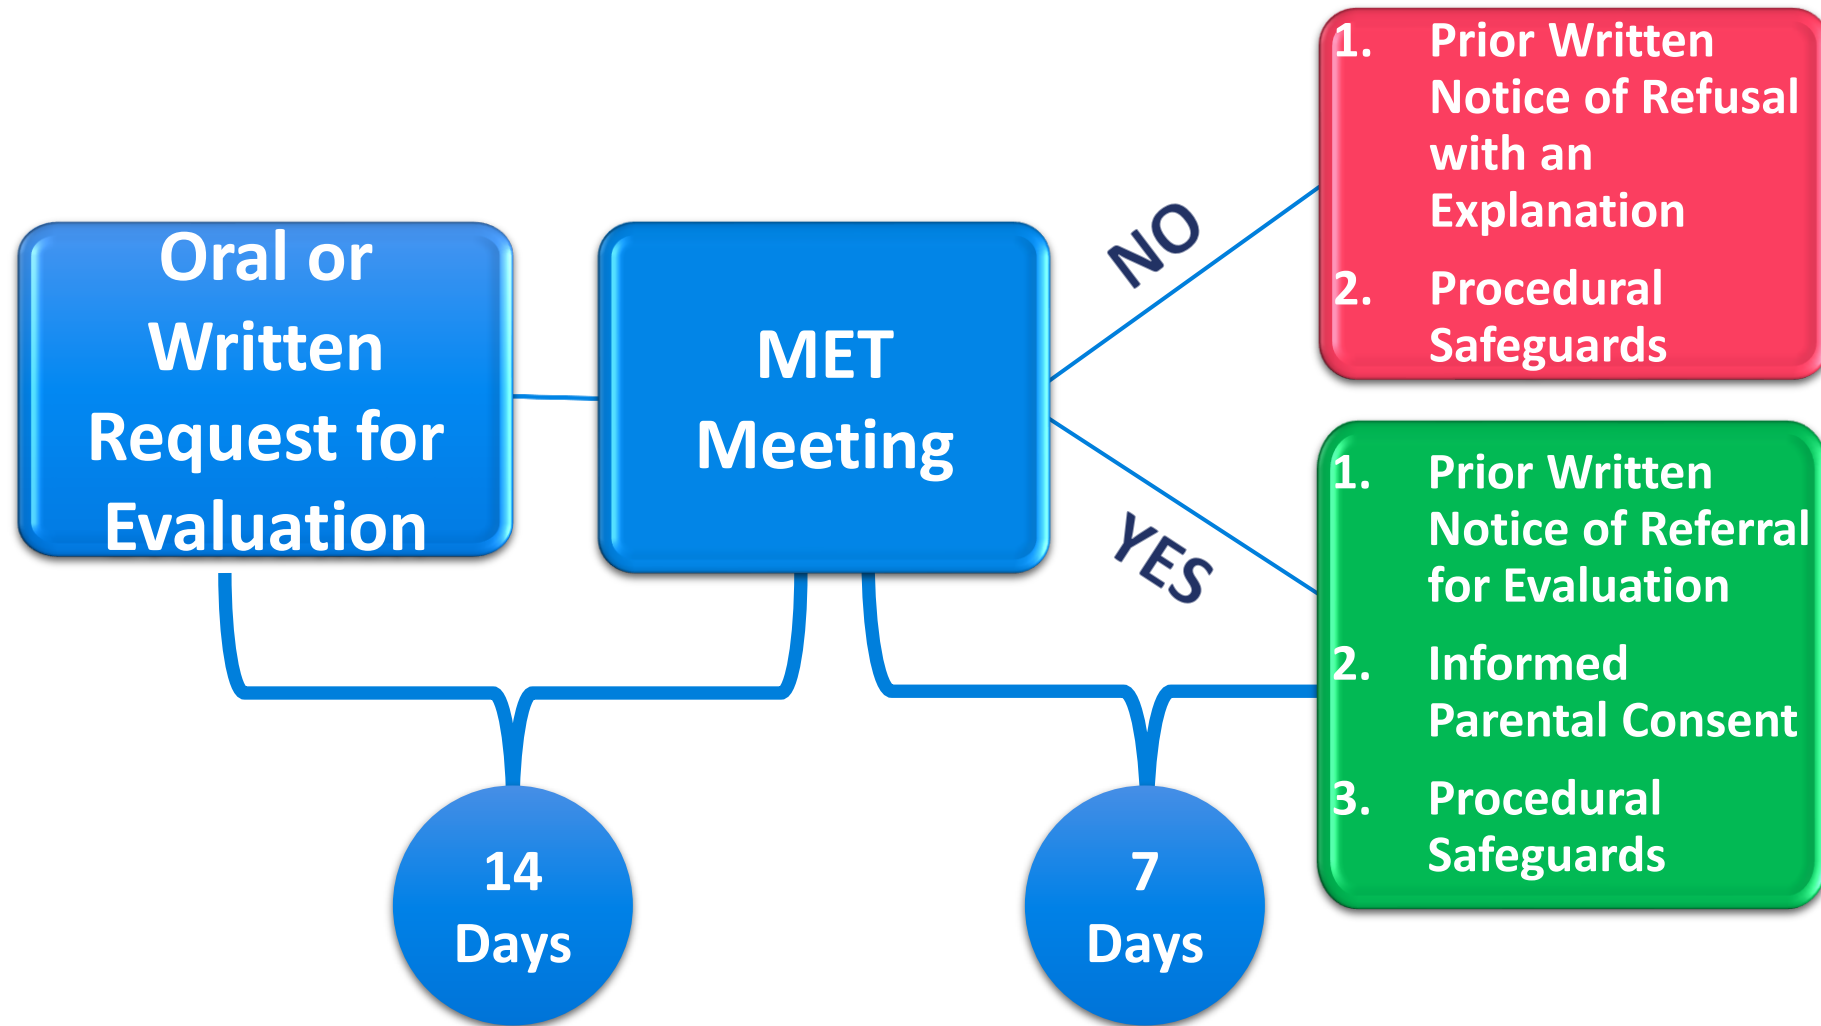 Oral or
Written
Request for
Evaluation
MET
Meeting
NO
YES
1. Prior Written
Notice of Refusal
with an
Explanation
2. Procedural
Safeguards
1. Prior Written
Notice of Referral
for Evaluation
2. Informed
Parental Consent
3. Procedural
Safeguards
14
Days
7
Days